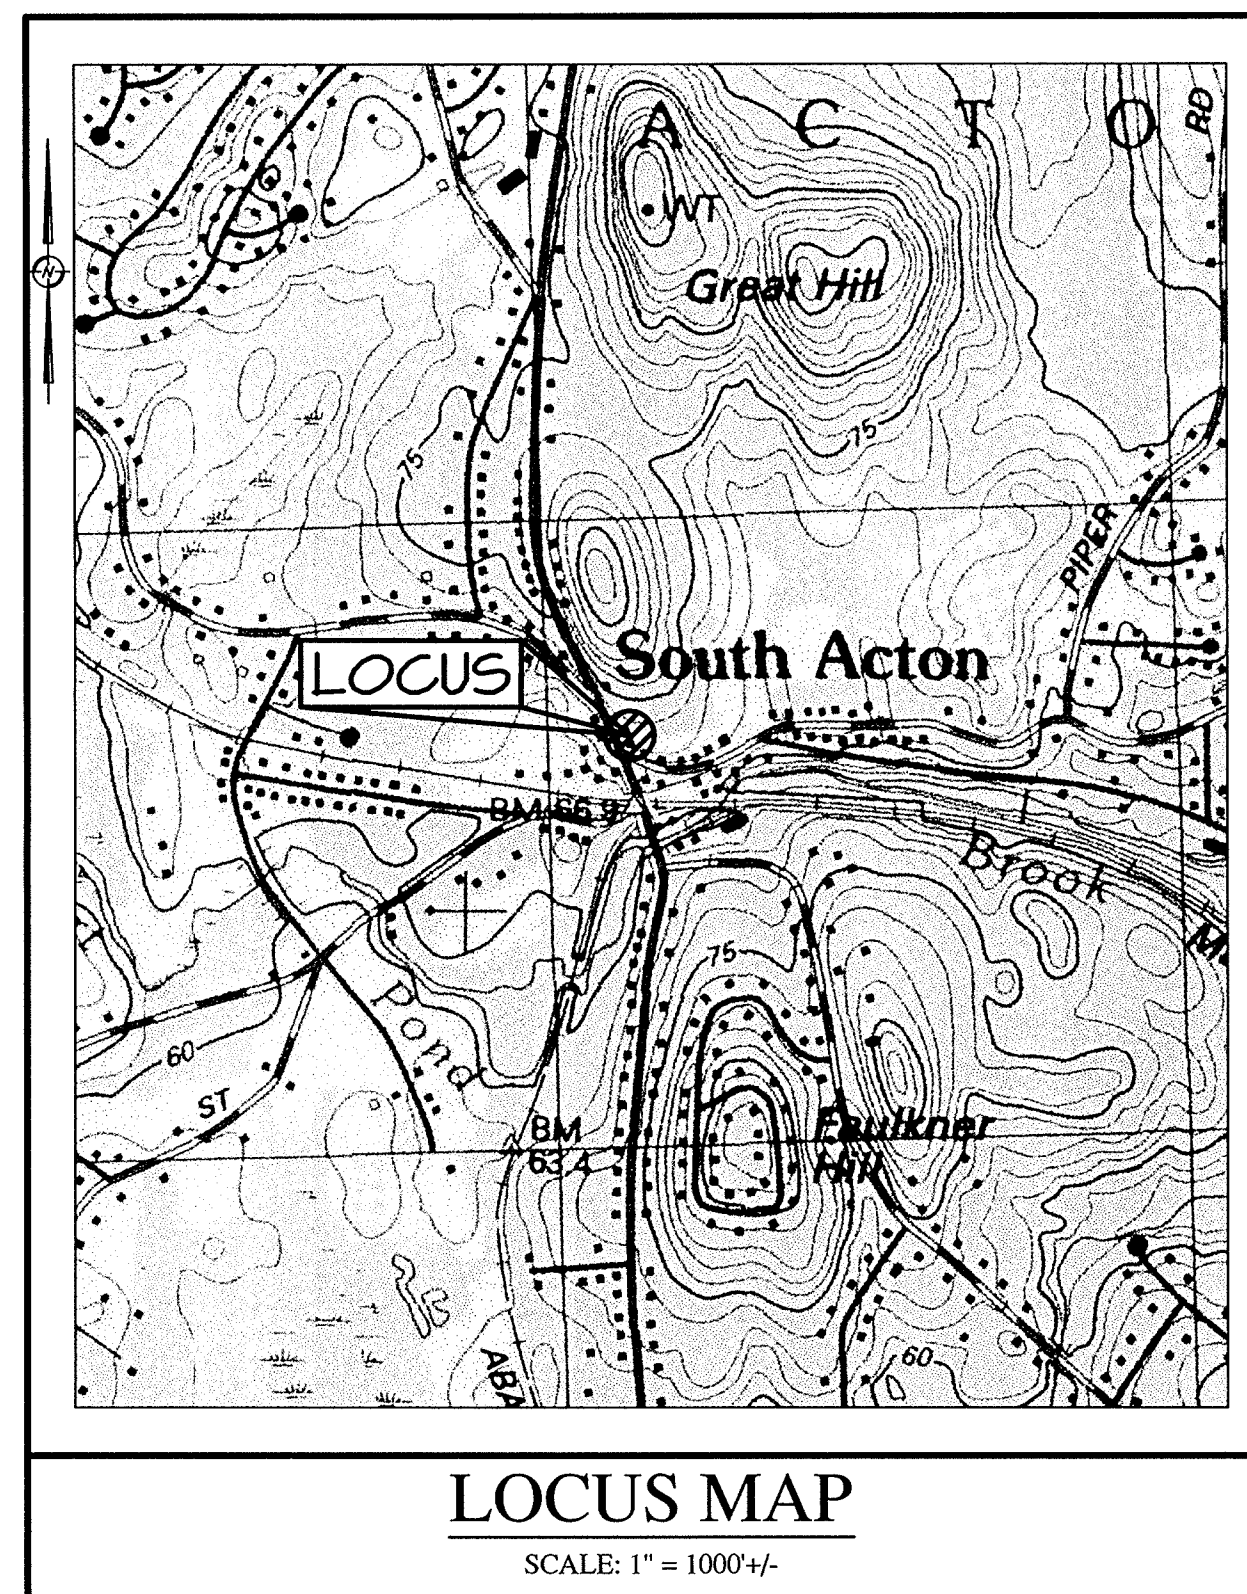 A C T O
RD
WT
Great Hill
75
75
PIPER
South Acton
LOCUS
BM 66.9
Brook
75
Pond
60
ST
BM
63.4
Faulkner
Hill
60
ABA
N
LOCUS MAP
SCALE: 1" = 1000'+/-